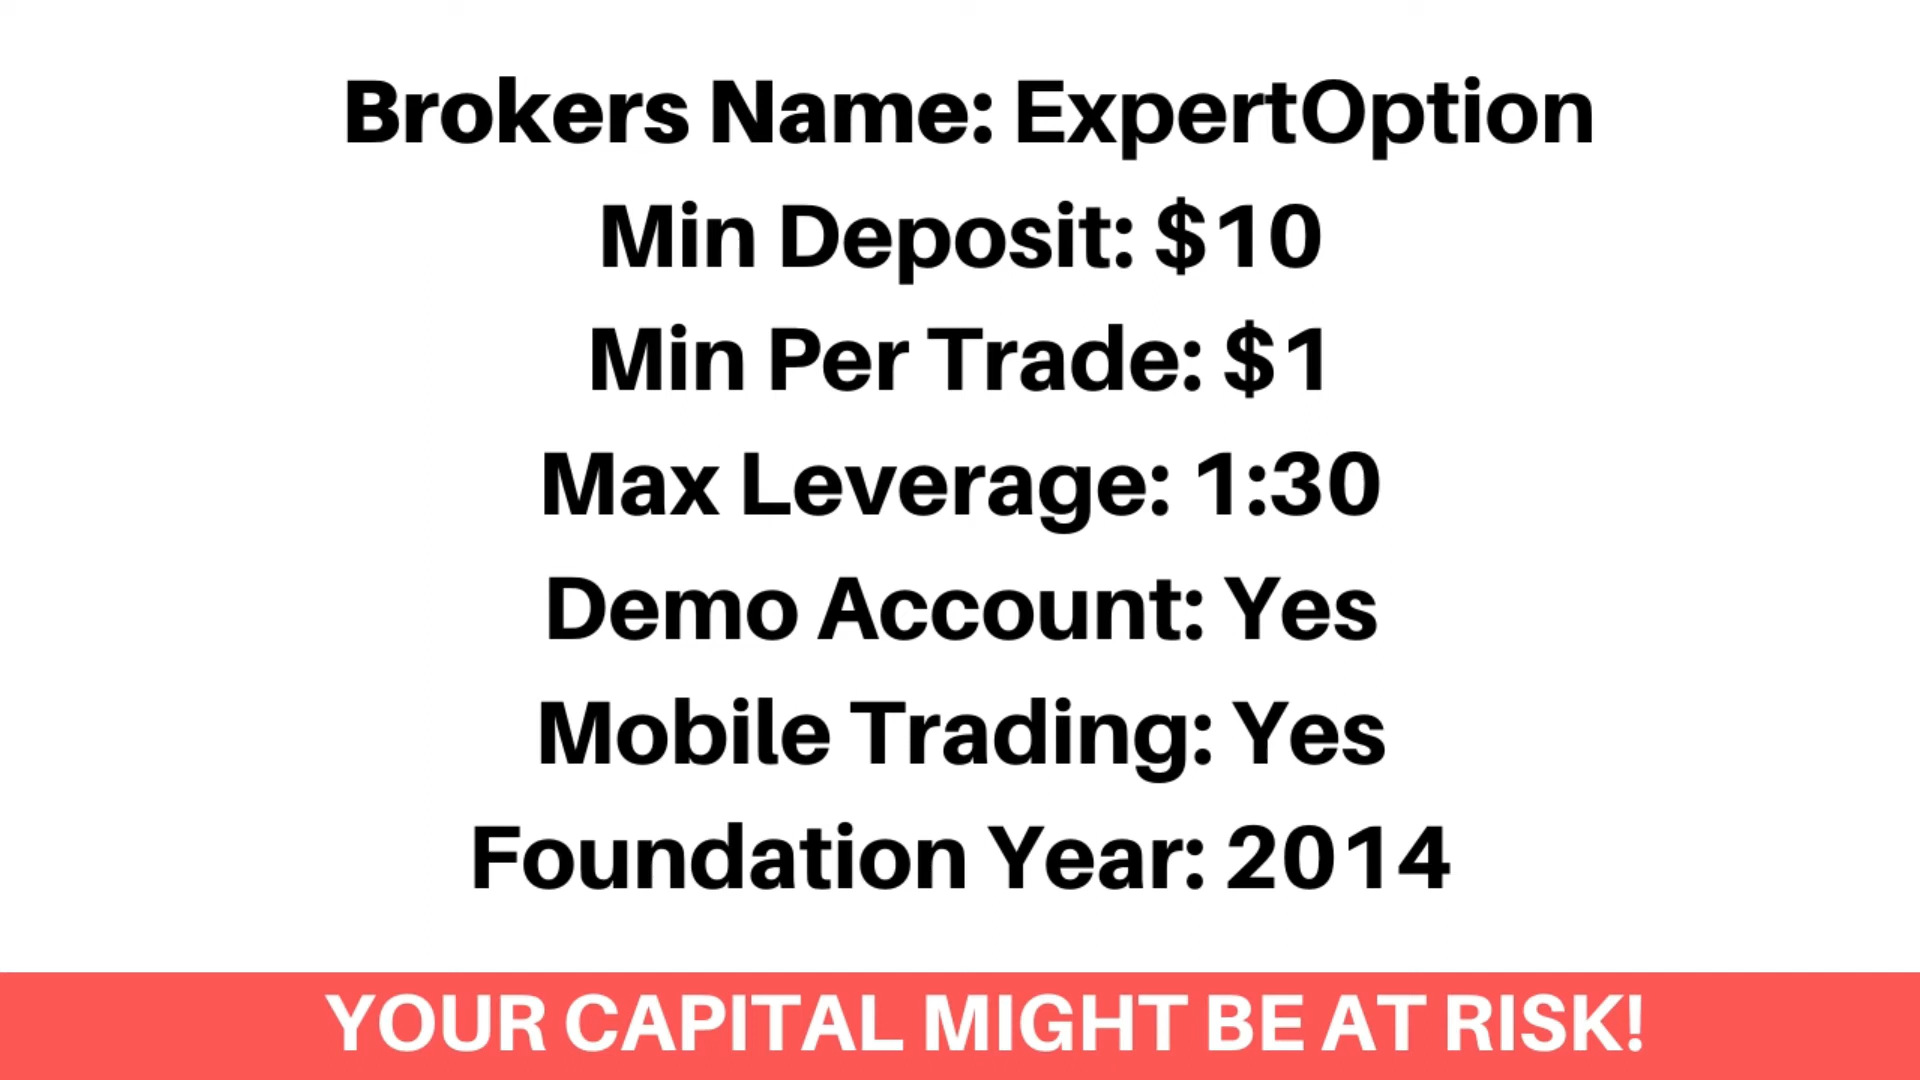 Brokers Name: ExpertOption
Min Deposit: $10
Min Per Trade: $1
Max Leverage: 1:30
Demo Account: Yes
Mobile Trading: Yes
Foundation Year: 2014
YOUR CAPITAL MIGHT BE AT RISK!